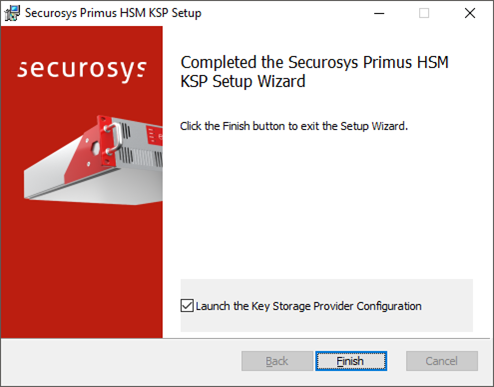 Securosys Primus HSM KSP Setup
securosys
Completed the Securosys Primus HSM
KSP Setup Wizard
Click the Finish button to exit the Setup Wizard.
Launch the Key Storage Provider Configuration
Back
Finish
Cancel